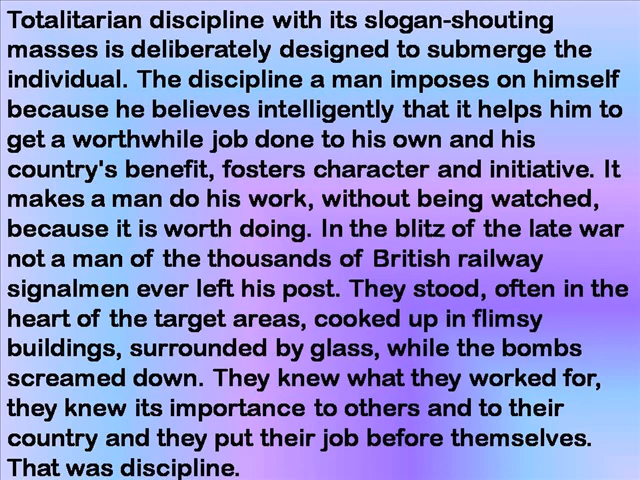 Totalitarian discipline with its slogan-shouting
masses is deliberately designed to submerge the
individual. The discipline a man imposes on himself
because he believes intelligently that it helps him to
get a worthwhile job done to his own and his
country's benefit, fosters character and initiative. It
makes a man do his work, without being watched,
because it is worth doing. In the blitz of the late war
not a man of the thousands of British railway
signalmen ever left his post. They stood, often in the
heart of the target areas, cooked up in flimsy
buildings, surrounded by glass, while the bombs
screamed down. They knew what they worked for,
they knew its importance to others and to their
country and they put their job before themselves.
That was discipline.